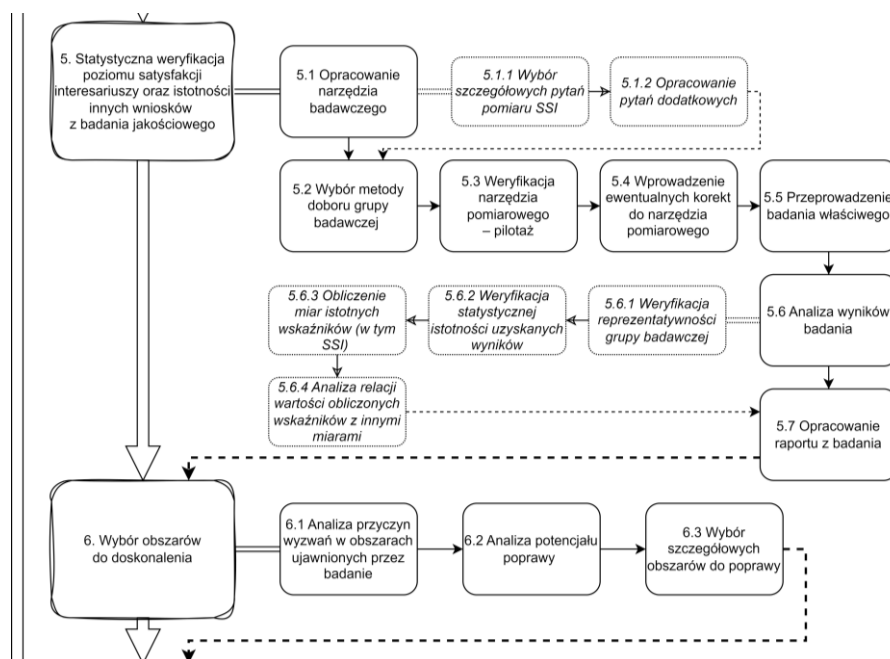 5. Statystyczna weryfikacja
poziomu satysfakcji
interesariuszy oraz istotności
innych wniosków
z badania jakościowego
5.1 Opracowanie
narzędzia
badawczego
5.1.1 Wybór
szczegółowych pytań
pomiaru SSI
5.1.2 Opracowanie
pytań dodatkowych
5.2 Wybór metody
doboru grupy
badawczej
5.3 Weryfikacja
narzędzia
pomiarowego
– pilotaż
5.4 Wprowadzenie
ewentualnych korekt
do narzędzia
pomiarowego
5.5 Przeprowadzenie
badania właściwego
5.6.3 Obliczenie
miar istotnych
wskaźników (w tym
SSI)
5.6.2 Weryfikacja
statystycznej
istotności uzyskanych
wyników
5.6.1 Weryfikacja
reprezentatywności
grupy badawczej
5.6 Analiza wyników
badania
5.6.4 Analiza relacji
wartości obliczonych
wskaźników z innymi
miarami
5.7 Opracowanie
raportu z badania
6. Wybór obszarów
do doskonalenia
6.1 Analiza przyczyn
wyzwań w obszarach
ujawnionych przez
badanie
6.2 Analiza potencjału
poprawy
6.3 Wybór
szczegółowych
obszarów do poprawy